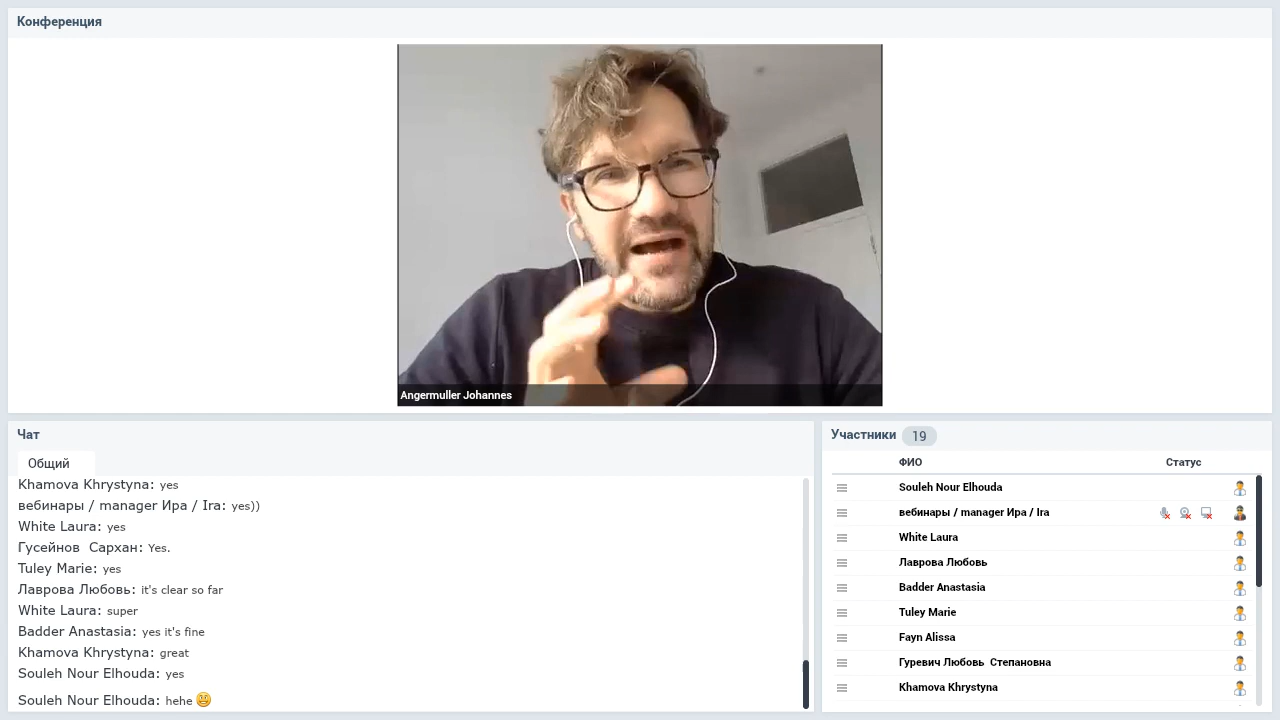 Конференция
Angermuller Johannes
Чат
Общий
Khamova Khrystyna: yes
вебинары / manager Ира / Ira: yes))
White Laura: yes
Гусейнов Сархан: Yes.
Tuley Marie: yes
Лаврова Любовь: it's clear so far
White Laura: super
Badder Anastasia: yes it's fine
Khamova Khrystyna: great
Souleh Nour Elhouda: yes
Souleh Nour Elhouda: hehe
Участники 19
ФИО Статус
Souleh Nour Elhouda
вебинары / manager Ира / Ira
White Laura
Лаврова Любовь
Badder Anastasia
Tuley Marie
Fayn Alissa
Гуревич Любовь Степановна
Khamova Khrystyna